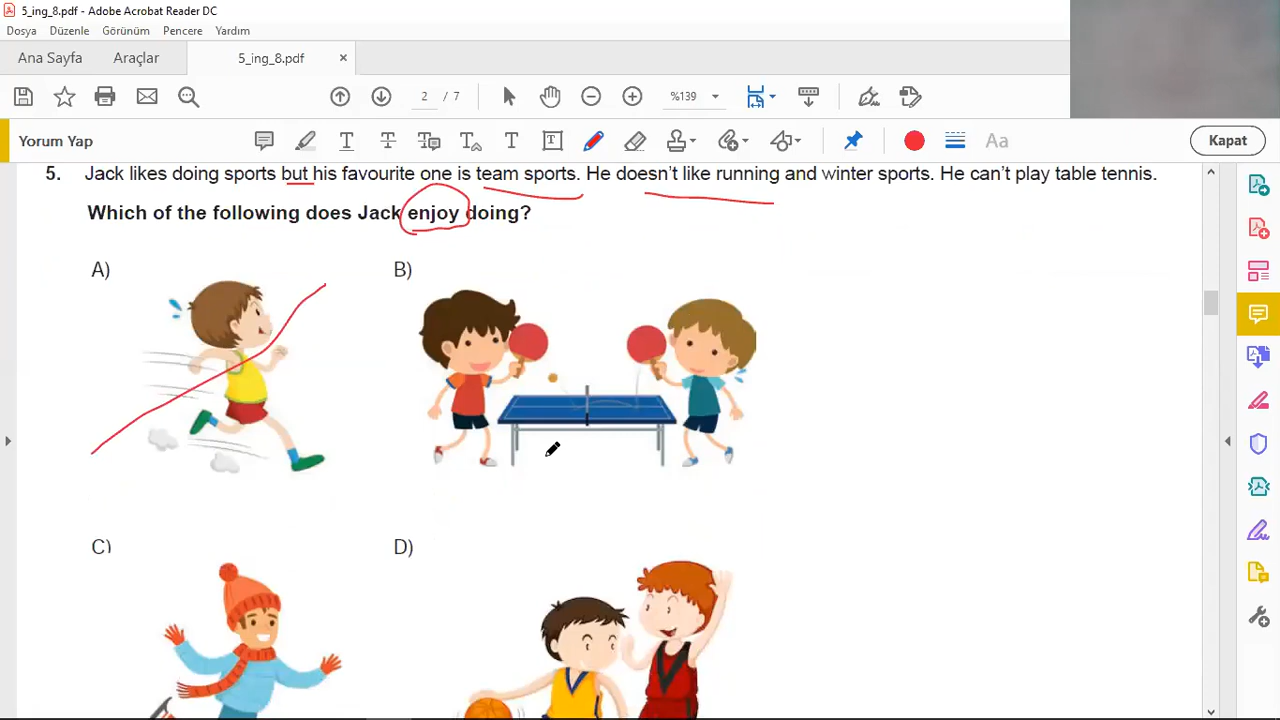 5_ing_8.pdf - Adobe Acrobat Reader DC
Dosya Düzenle Görünüm Pencere Yardım
Ana Sayfa Araçlar 5_ing_8.pdf ×
2 / 7 %139
Yorum Yap Aa Kapat
5. Jack likes doing sports but his favourite one is team sports. He doesn't like running and winter sports. He can't play table tennis.
Which of the following does Jack enjoy doing?
A) B)
C) D)